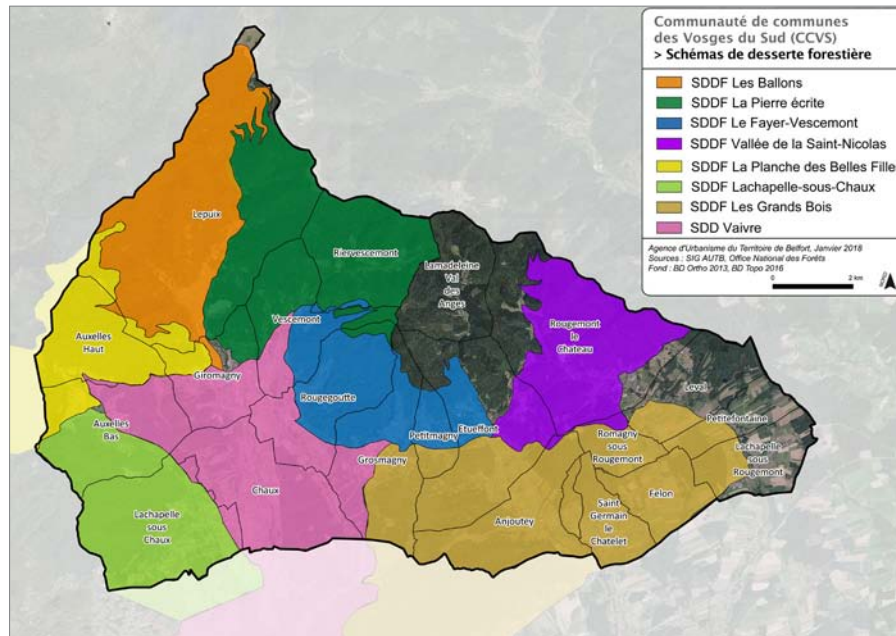 Communauté de communes
des Vosges du Sud (CCVS)
> Schémas de desserte forestière
SDDF Les Ballons
SDDF La Pierre écrite
SDDF Le Fayer-Vescemont
SDDF Vallée de la Saint-Nicolas
SDDF La Planche des Belles Fille
SDDF Lachapelle-sous-Chaux
SDDF Les Grands Bois
SDD Vaivre
Agence d'Urbanisme du Territoire de Belfort, Janvier 2018
Sources : SIG AUTB, Office National des Forêts
Fond : BD Ortho 2013, BD Topo 2016
0 2 km
Lepuix
Riervescemont
Lamadeleine
Val
des
Anges
Vescemont
Rougemont
le
Chateau
Auxelles
Haut
Giromagny
Leval
Rougegoutte
Auxelles
Bas
Petitmagny
Etueffont
Petitefontaine
Romagny
sous
Rougemont
Lachapelle
sous
Rougemont
Grosmagny
Chaux
Felon
Saint
Germain
le
Chatelet
Anjoutey
Lachapelle
sous
Chaux